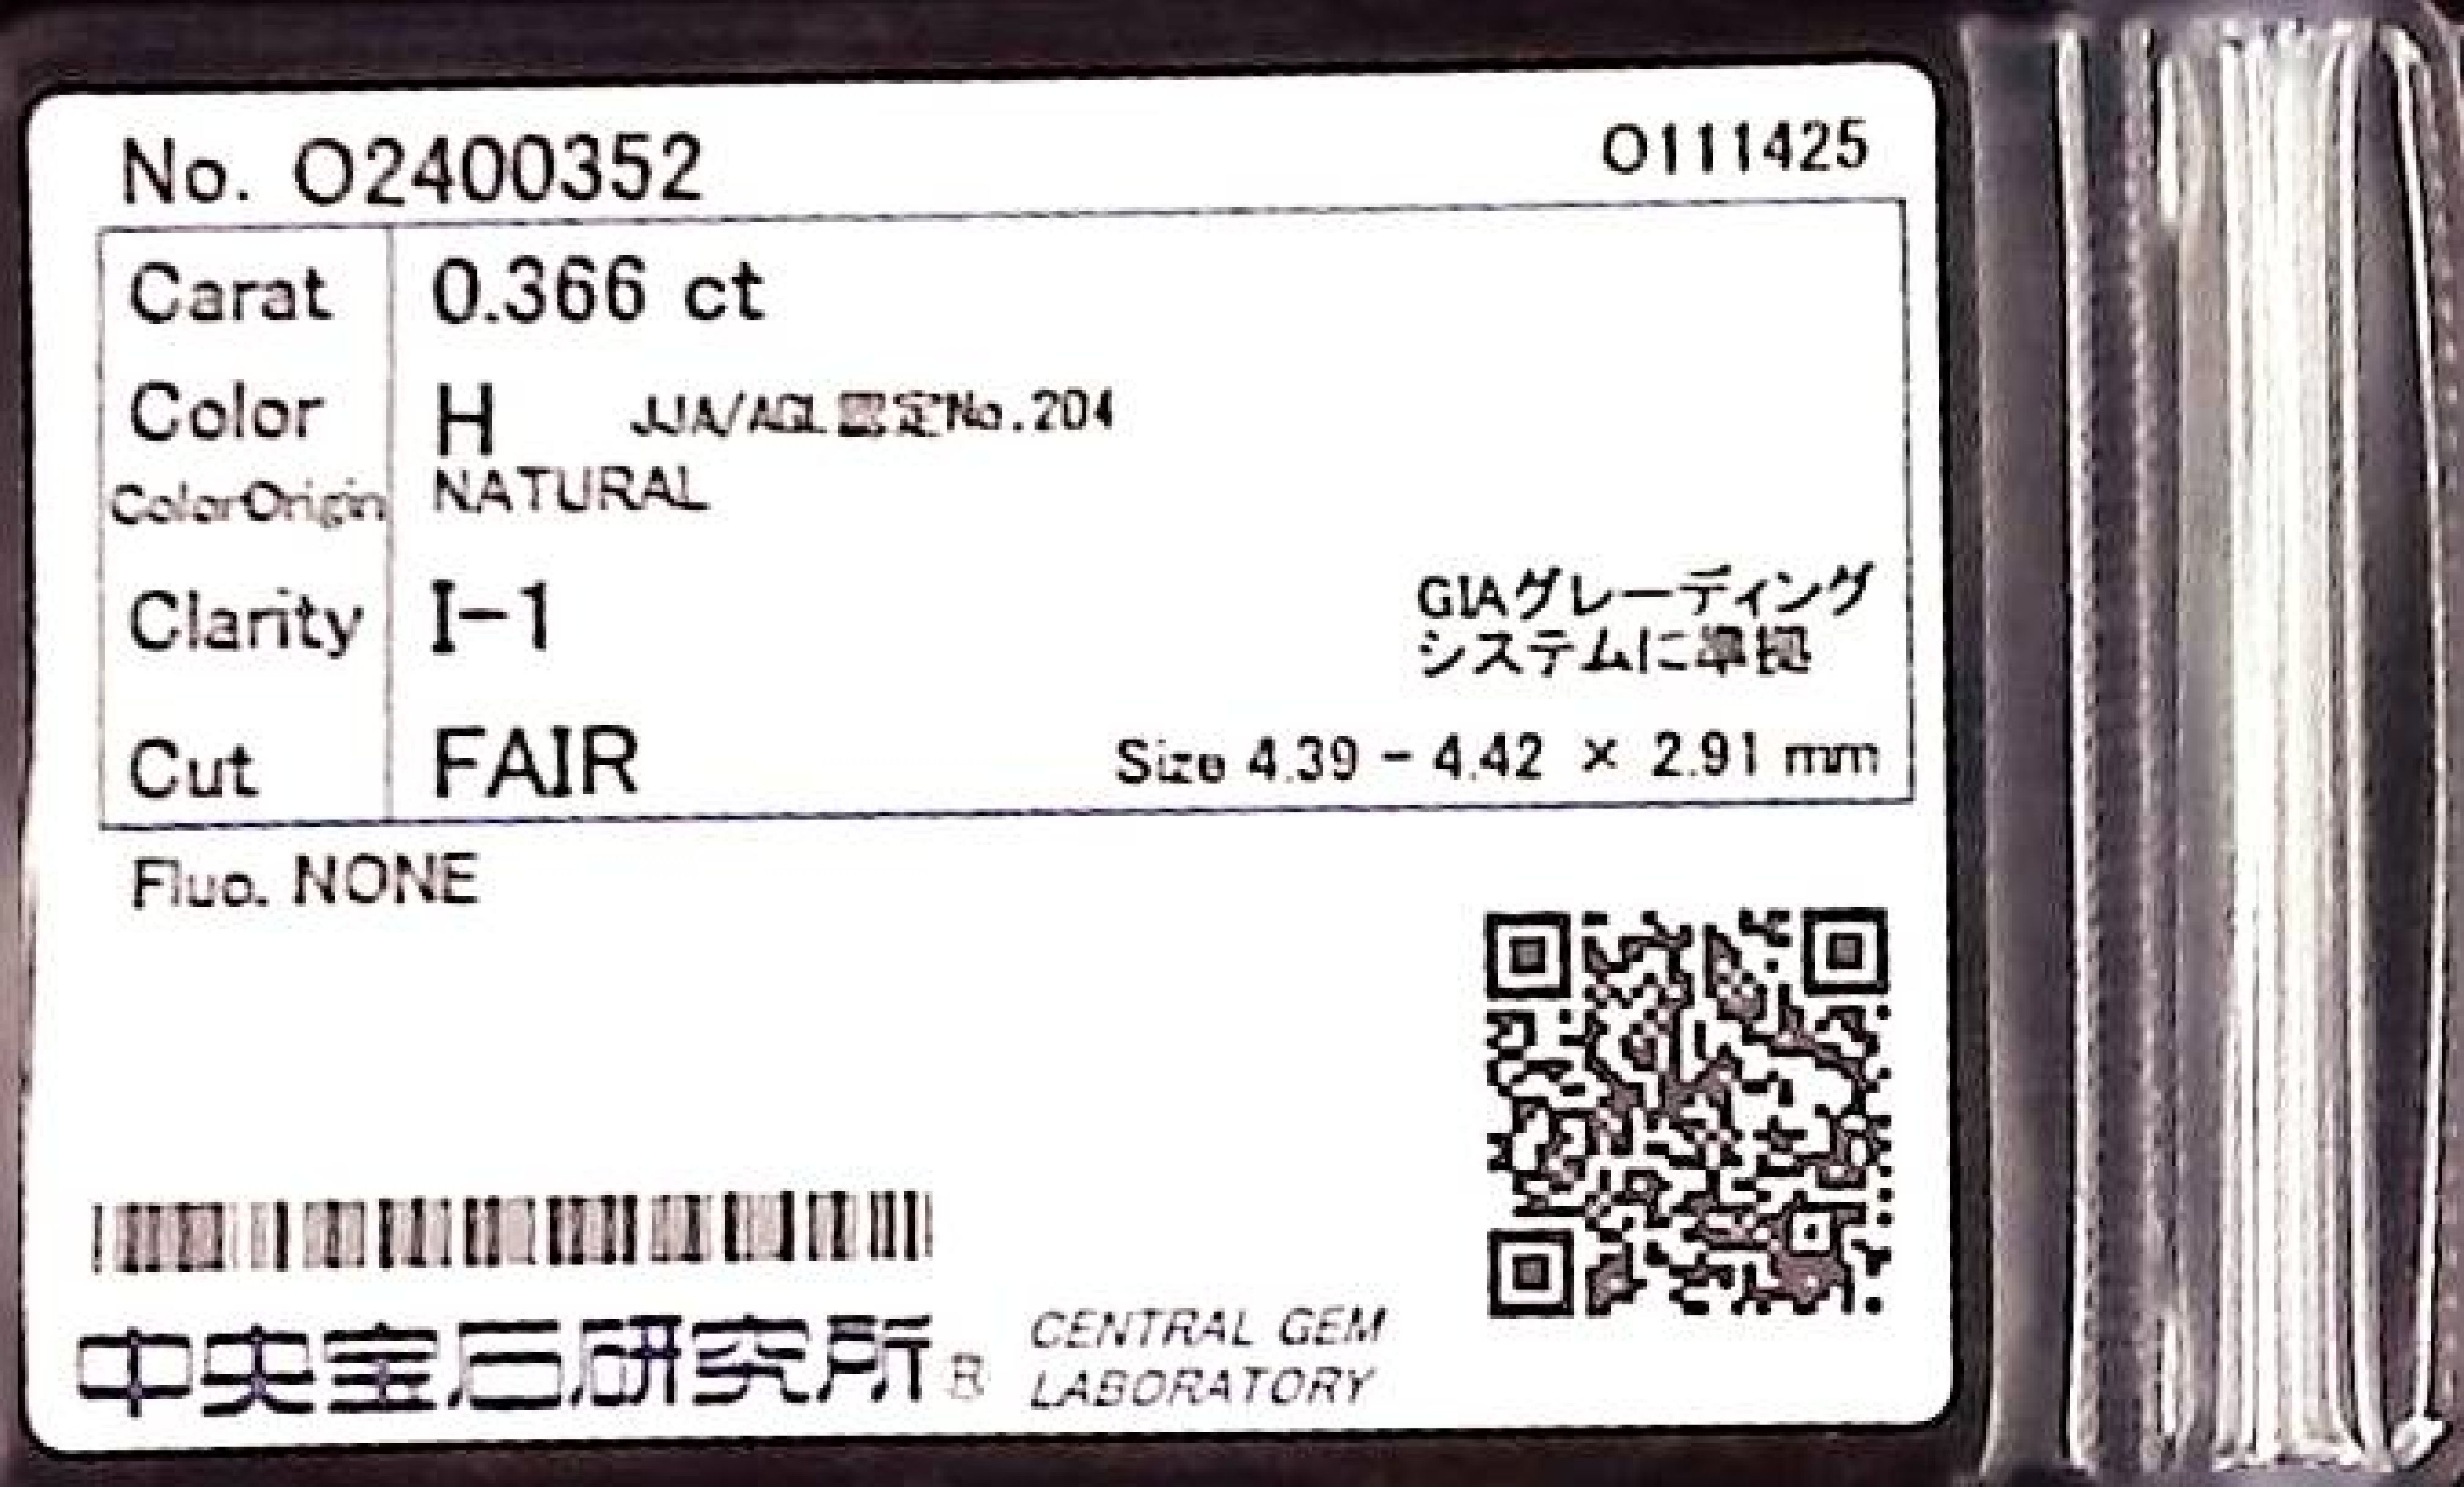 No. O2400352
O111425
Carat 0.366 ct
Color H JJA/AGL認定No.204
ColorOrigin NATURAL
Clarity I-1
GIAグレーディング
システムに準拠
Cut FAIR
Size 4.39 - 4.42 × 2.91 mm
Fluo. NONE
中央宝石研究所® CENTRAL GEM
LABORATORY